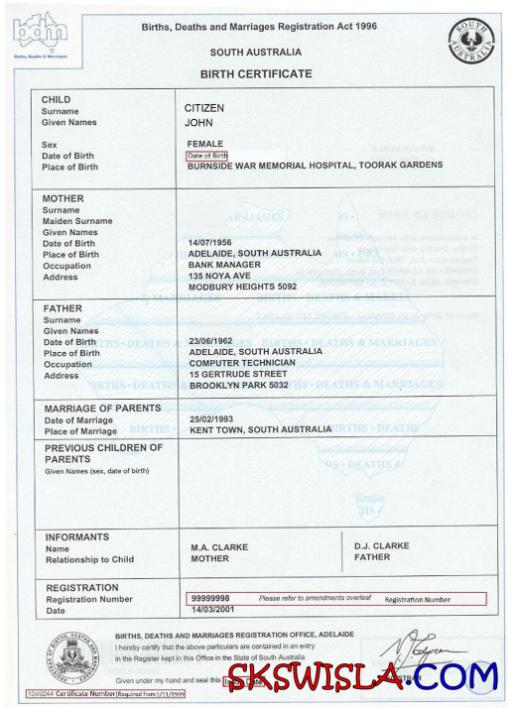 bdm
Births, Deaths & Marriages
Births, Deaths and Marriages Registration Act 1996
SOUTH AUSTRALIA
SOUTH AUSTRALIA
BIRTH CERTIFICATE
CHILD
Surname CITIZEN
Given Names JOHN
Sex FEMALE
Date of Birth Date of Birth
Place of Birth BURNSIDE WAR MEMORIAL HOSPITAL, TOORAK GARDENS
MOTHER
Surname
Maiden Surname
Given Names
Date of Birth 14/07/1956
Place of Birth ADELAIDE, SOUTH AUSTRALIA
Occupation BANK MANAGER
Address 135 NOYA AVE
MODBURY HEIGHTS 5092
FATHER
Surname
Given Names
Date of Birth 23/06/1962
Place of Birth ADELAIDE, SOUTH AUSTRALIA
Occupation COMPUTER TECHNICIAN
Address 15 GERTRUDE STREET
BROOKLYN PARK 5032
MARRIAGE OF PARENTS
Date of Marriage 25/02/1993
Place of Marriage KENT TOWN, SOUTH AUSTRALIA
PREVIOUS CHILDREN OF
PARENTS
Given Names (sex, date of birth)
INFORMANTS
Name M.A. CLARKE D.J. CLARKE
Relationship to Child MOTHER FATHER
REGISTRATION
Registration Number 99999998 Please refer to amendments overleaf Registration Number
Date 14/03/2001
BIRTHS, DEATHS AND MARRIAGES REGISTRATION OFFICE, ADELAIDE
I hereby certify that the above particulars are contained in an entry
in the Register kept in this Office in the State of South Australia
Given under my hand and seal this
SKSWISLA.COM
1049244 Certificate Number (Required from 1/11/1999